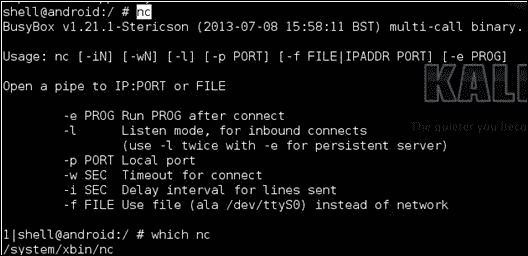 shell@android:/ # nc
BusyBox v1.21.1-Stericson (2013-07-08 15:58:11 BST) multi-call binary.
Usage: nc [-iN] [-wN] [-l] [-p PORT] [-f FILE|IPADDR PORT] [-e PROG]
Open a pipe to IP:PORT or FILE
-e PROG Run PROG after connect
-l Listen mode, for inbound connects
(use -l twice with -e for persistent server)
-p PORT Local port
-w SEC Timeout for connect
-i SEC Delay interval for lines sent
-f FILE Use file (ala /dev/ttyS0) instead of network
1|shell@android:/ # which nc
/system/xbin/nc
KALI
The quieter you becom